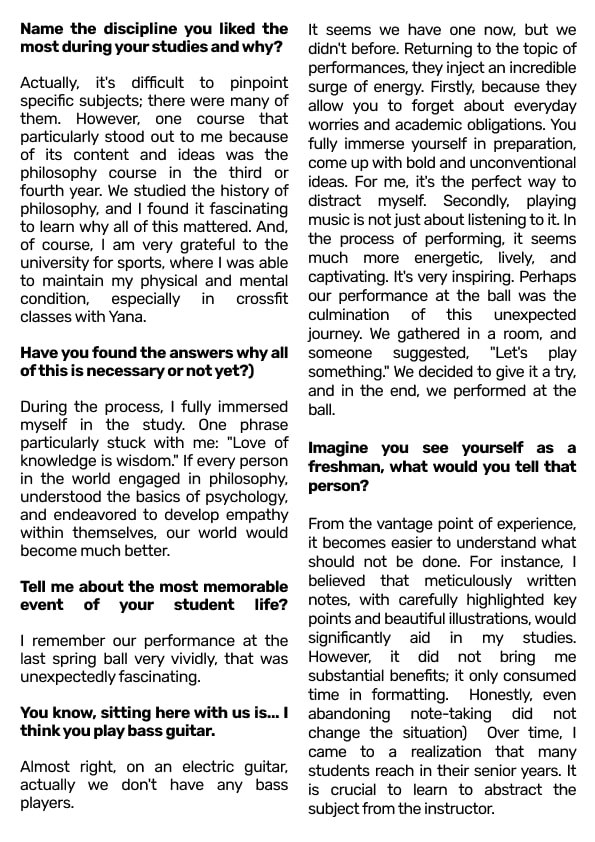 Name the discipline you liked the
most during your studies and why?
Actually, it's difficult to pinpoint
specific subjects; there were many of
them. However, one course that
particularly stood out to me because
of its content and ideas was the
philosophy course in the third or
fourth year. We studied the history of
philosophy, and I found it fascinating
to learn why all of this mattered. And,
of course, I am very grateful to the
university for sports, where I was able
to maintain my physical and mental
condition, especially in crossfit
classes with Yana.
Have you found the answers why all
of this is necessary or not yet?)
During the process, I fully immersed
myself in the study. One phrase
particularly stuck with me: "Love of
knowledge is wisdom." If every person
in the world engaged in philosophy,
understood the basics of psychology,
and endeavored to develop empathy
within themselves, our world would
become much better.
Tell me about the most memorable
event of your student life?
I remember our performance at the
last spring ball very vividly, that was
unexpectedly fascinating.
You know, sitting here with us is... I
think you play bass guitar.
Almost right, on an electric guitar,
actually we don't have any bass
players.
It seems we have one now, but we
didn't before. Returning to the topic of
performances, they inject an incredible
surge of energy. Firstly, because they
allow you to forget about everyday
worries and academic obligations. You
fully immerse yourself in preparation,
come up with bold and unconventional
ideas. For me, it's the perfect way to
distract myself. Secondly, playing
music is not just about listening to it. In
the process of performing, it seems
much more energetic, lively, and
captivating. It's very inspiring. Perhaps
our performance at the ball was the
culmination of this unexpected
journey. We gathered in a room, and
someone suggested, "Let's play
something." We decided to give it a try,
and in the end, we performed at the
ball.
Imagine you see yourself as a
freshman, what would you tell that
person?
From the vantage point of experience,
it becomes easier to understand what
should not be done. For instance, I
believed that meticulously written
notes, with carefully highlighted key
points and beautiful illustrations, would
significantly aid in my studies.
However, it did not bring me
substantial benefits; it only consumed
time in formatting. Honestly, even
abandoning note-taking did not
change the situation) Over time, I
came to a realization that many
students reach in their senior years. It
is crucial to learn to abstract the
subject from the instructor.